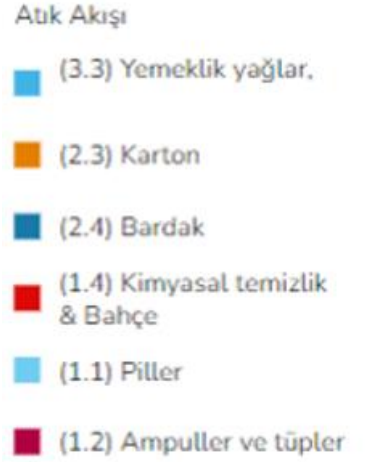 Atık Akışı
(3.3) Yemeklik yağlar,
(2.3) Karton
(2.4) Bardak
(1.4) Kimyasal temizlik
& Bahçe
(1.1) Piller
(1.2) Ampuller ve tüpler